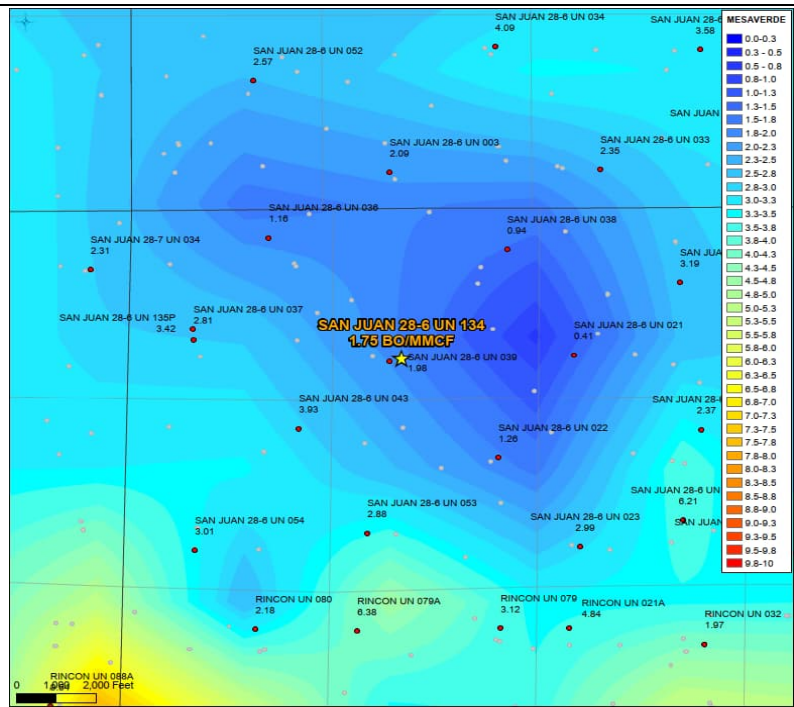 SAN JUAN 28-6 UN 034
4.09
SAN JUAN 28-6
3.58
SAN JUAN 28-6 UN 052
2.57
SAN JUAN
SAN JUAN 28-6 UN 003
2.09
SAN JUAN 28-6 UN 033
2.35
SAN JUAN 28-6 UN 036
1.16
SAN JUAN 28-6 UN 038
0.94
SAN JUAN 28-7 UN 034
2.31
SAN JUA
3.19
SAN JUAN 28-6 UN 135P
3.42
SAN JUAN 28-6 UN 037
2.81
SAN JUAN 28-6 UN 134
1.75 BO/MMCF
SAN JUAN 28-6 UN 021
0.41
SAN JUAN 28-6 UN 039
1.98
SAN JUAN 28-6 UN 043
3.93
SAN JUAN 28-6
2.37
SAN JUAN 28-6 UN 022
1.26
SAN JUAN 28-6 UN
6.21
SAN JUAN 28-6 UN 053
2.88
SAN JUAN 28-6 UN 023
2.99
SAN JUAN
SAN JUAN 28-6 UN 054
3.01
RINCON UN 080
2.18
RINCON UN 079A
6.38
RINCON UN 079
3.12
RINCON UN 021A
4.84
RINCON UN 032
1.97
RINCON UN 088A
0 1,000 2,000 Feet
MESAVERDE
0.0-0.3
0.3 - 0.5
0.5 - 0.8
0.8-1.0
1.0-1.3
1.3-1.5
1.5-1.8
1.8-2.0
2.0-2.3
2.3-2.5
2.5-2.8
2.8-3.0
3.0-3.3
3.3-3.5
3.5-3.8
3.8-4.0
4.0-4.3
4.3-4.5
4.5-4.8
4.8-5.0
5.0-5.3
5.3-5.5
5.5-5.8
5.8-6.0
6.0-6.3
6.3-6.5
6.5-6.8
6.8-7.0
7.0-7.3
7.3-7.5
7.5-7.8
7.8-8.0
8.0-8.3
8.3-8.5
8.5-8.8
8.8-9.0
9.0-9.3
9.3-9.5
9.5-9.8
9.8-10